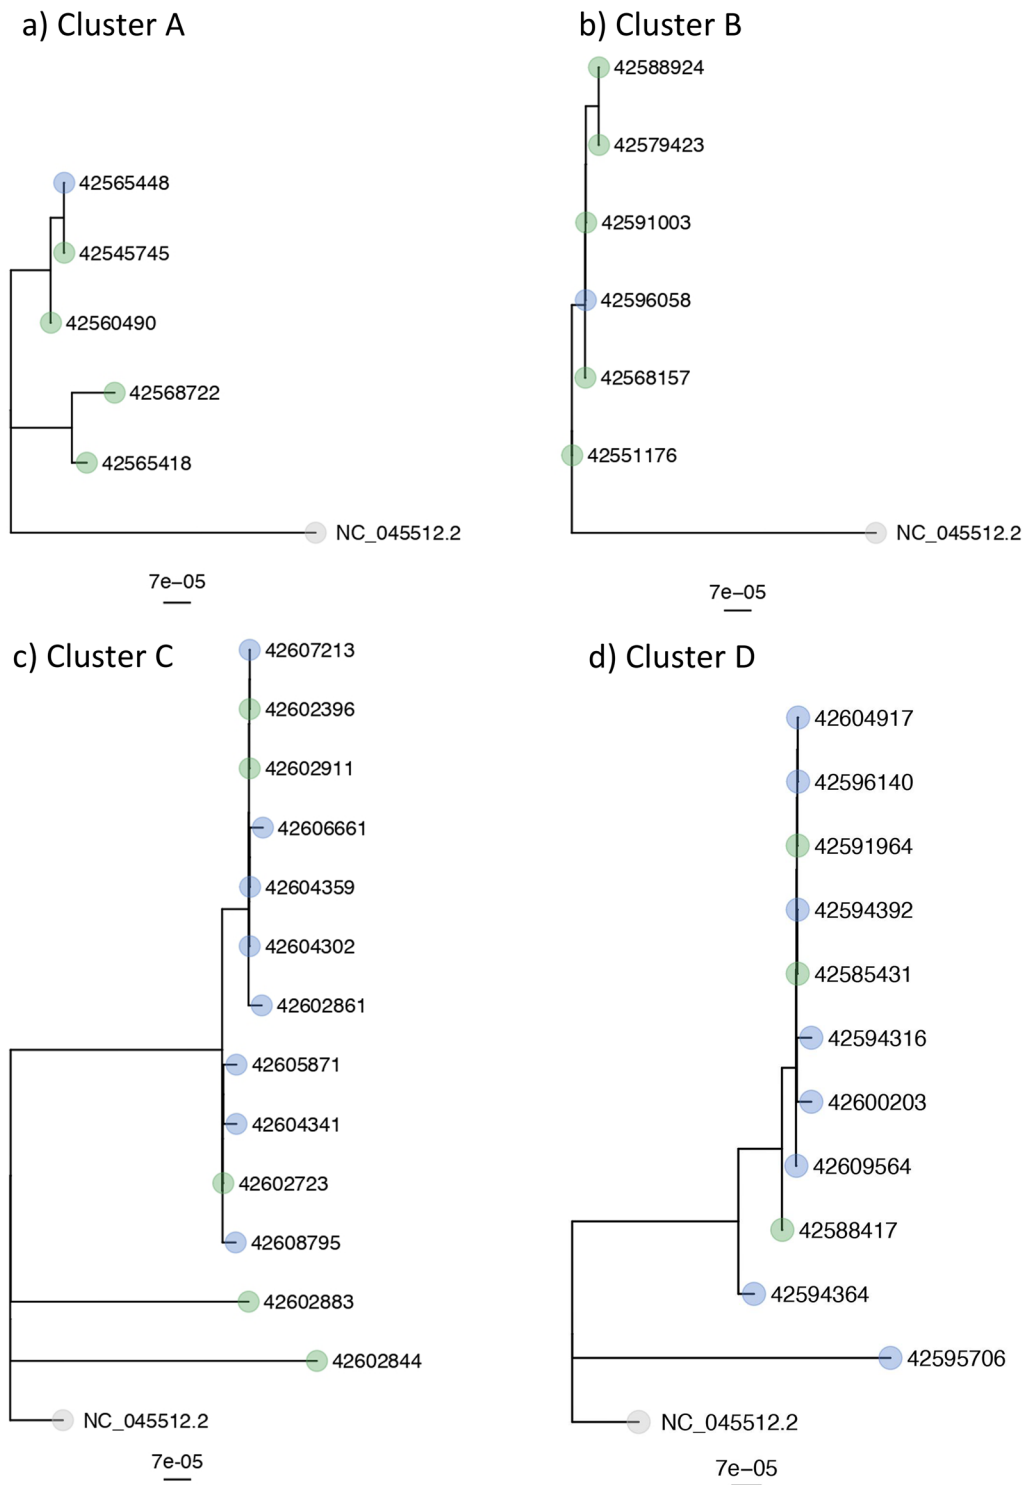 a) Cluster A
42565448
42545745
42560490
42568722
42565418
NC_045512.2
7e−05
b) Cluster B
42588924
42579423
42591003
42596058
42568157
42551176
NC_045512.2
7e−05
c) Cluster C
42607213
42602396
42602911
42606661
42604359
42604302
42602861
42605871
42604341
42602723
42608795
42602883
42602844
NC_045512.2
7e-05
d) Cluster D
42604917
42596140
42591964
42594392
42585431
42594316
42600203
42609564
42588417
42594364
42595706
NC_045512.2
7e−05